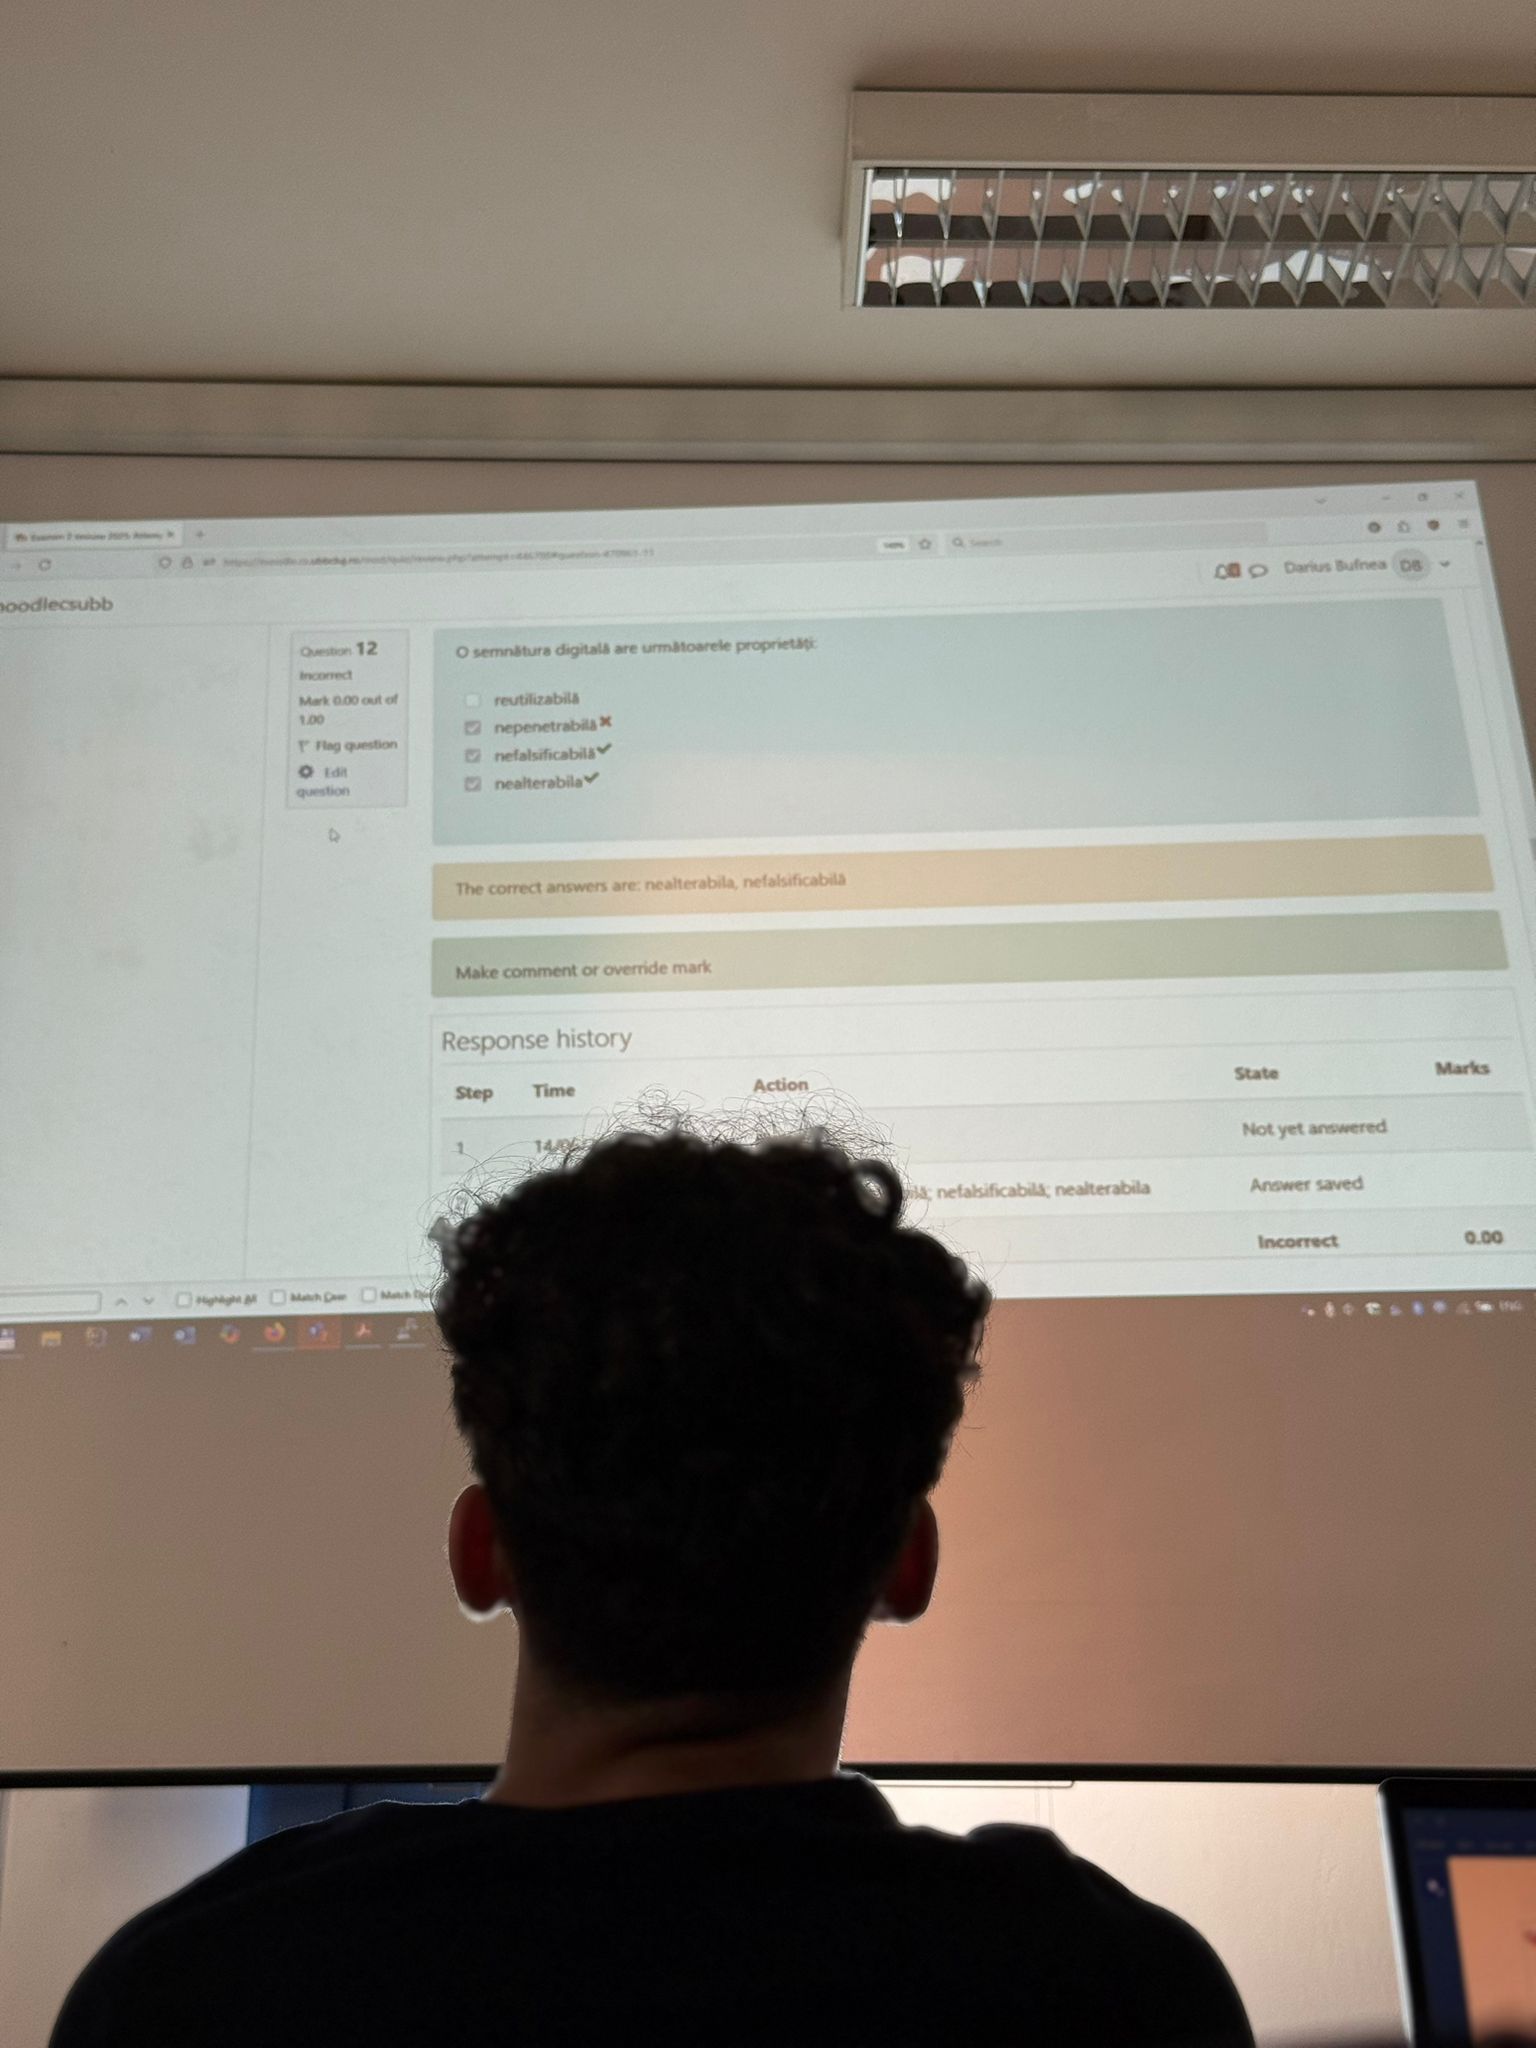 Darius Bufnea DB
moodlecsubb
Question 12
Incorrect
Mark 0.00 out of
1.00
Flag question
Edit
question
O semnătura digitală are următoarele proprietăți:
reutilizabilă
nepenetrabilă
nefalsificabilă
nealterabila
The correct answers are: nealterabila, nefalsificabilă
Make comment or override mark
Response history
Step Time Action State Marks
1 Not yet answered
nefalsificabilă; nealterabila Answer saved
Incorrect 0.00
Highlight All Match Case
ENG